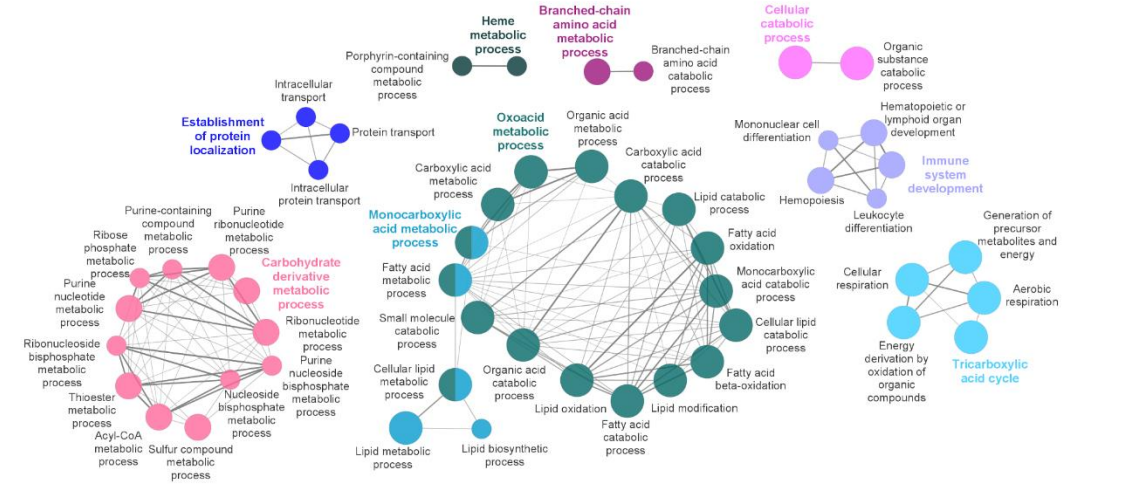 Heme
metabolic
process
Porphyrin-containing
compound
metabolic
process
Branched-chain
amino acid
metabolic
process
Branched-chain
amino acid
catabolic
process
Cellular
catabolic
process
Organic
substance
catabolic
process
Intracellular
transport
Establishment
of protein
localization
Protein transport
Intracellular
protein transport
Oxoacid
metabolic
process
Organic acid
metabolic
process
Carboxylic acid
catabolic
process
Carboxylic acid
metabolic
process
Lipid catabolic
process
Monocarboxylic
acid metabolic
process
Fatty acid
oxidation
Fatty acid
metabolic
process
Monocarboxylic
acid catabolic
process
Small molecule
catabolic
process
Cellular lipid
catabolic
process
Cellular lipid
metabolic
process
Organic acid
catabolic
process
Fatty acid
beta-oxidation
Lipid oxidation
Lipid modification
Fatty acid
catabolic
process
Lipid metabolic
process
Lipid biosynthetic
process
Hematopoietic or
lymphoid organ
development
Mononuclear cell
differentiation
Immune
system
development
Hemopoiesis
Leukocyte
differentiation
Generation of
precursor
metabolites and
energy
Cellular
respiration
Aerobic
respiration
Energy
derivation by
oxidation of
organic
compounds
Tricarboxylic
acid cycle
Purine-containing
compound
metabolic
process
Purine
ribonucleotide
metabolic
process
Ribose
phosphate
metabolic
process
Carbohydrate
derivative
metabolic
process
Purine
nucleotide
metabolic
process
Ribonucleotide
metabolic
process
Ribonucleoside
bisphosphate
metabolic
process
Purine
nucleoside
bisphosphate
metabolic
process
Thioester
metabolic
process
Nucleoside
bisphosphate
metabolic
process
Acyl-CoA
metabolic
process
Sulfur compound
metabolic
process